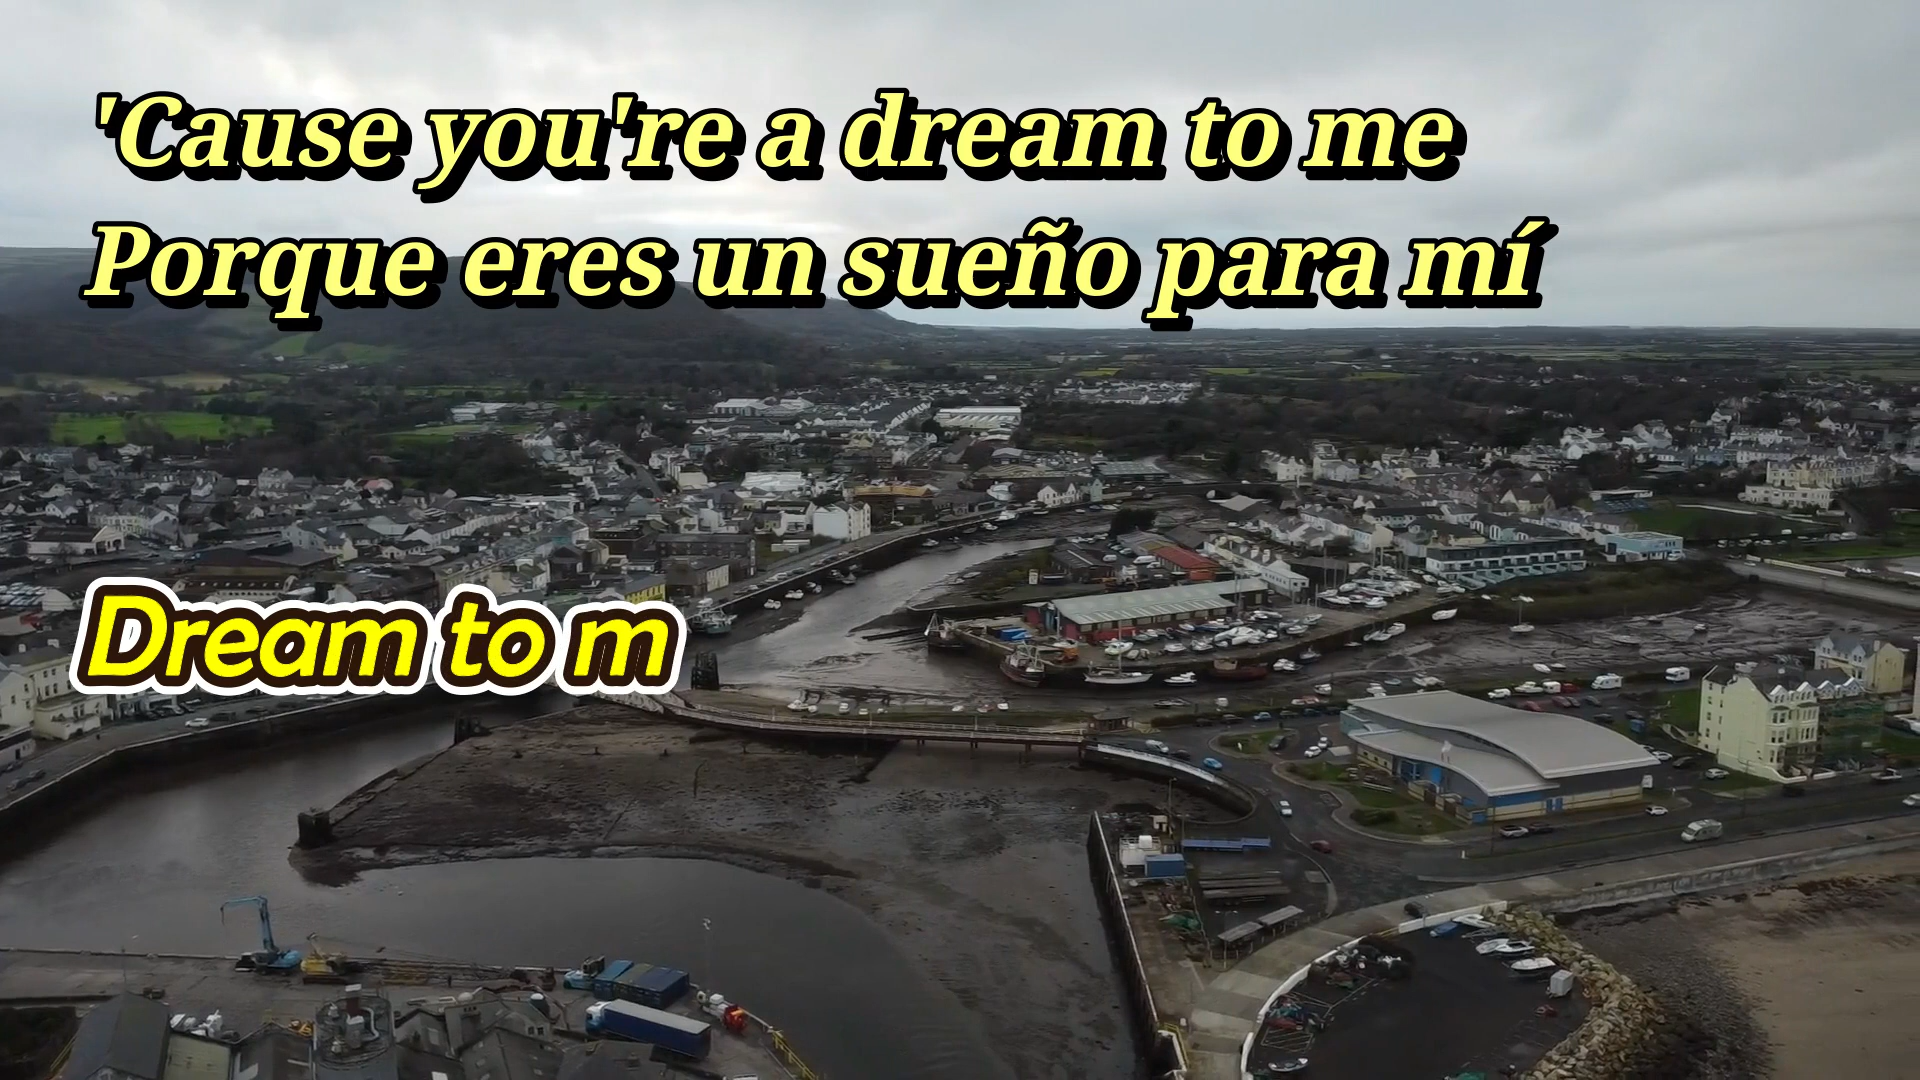 'Cause you're a dream to me
Porque eres un sueño para mí
Dream to m